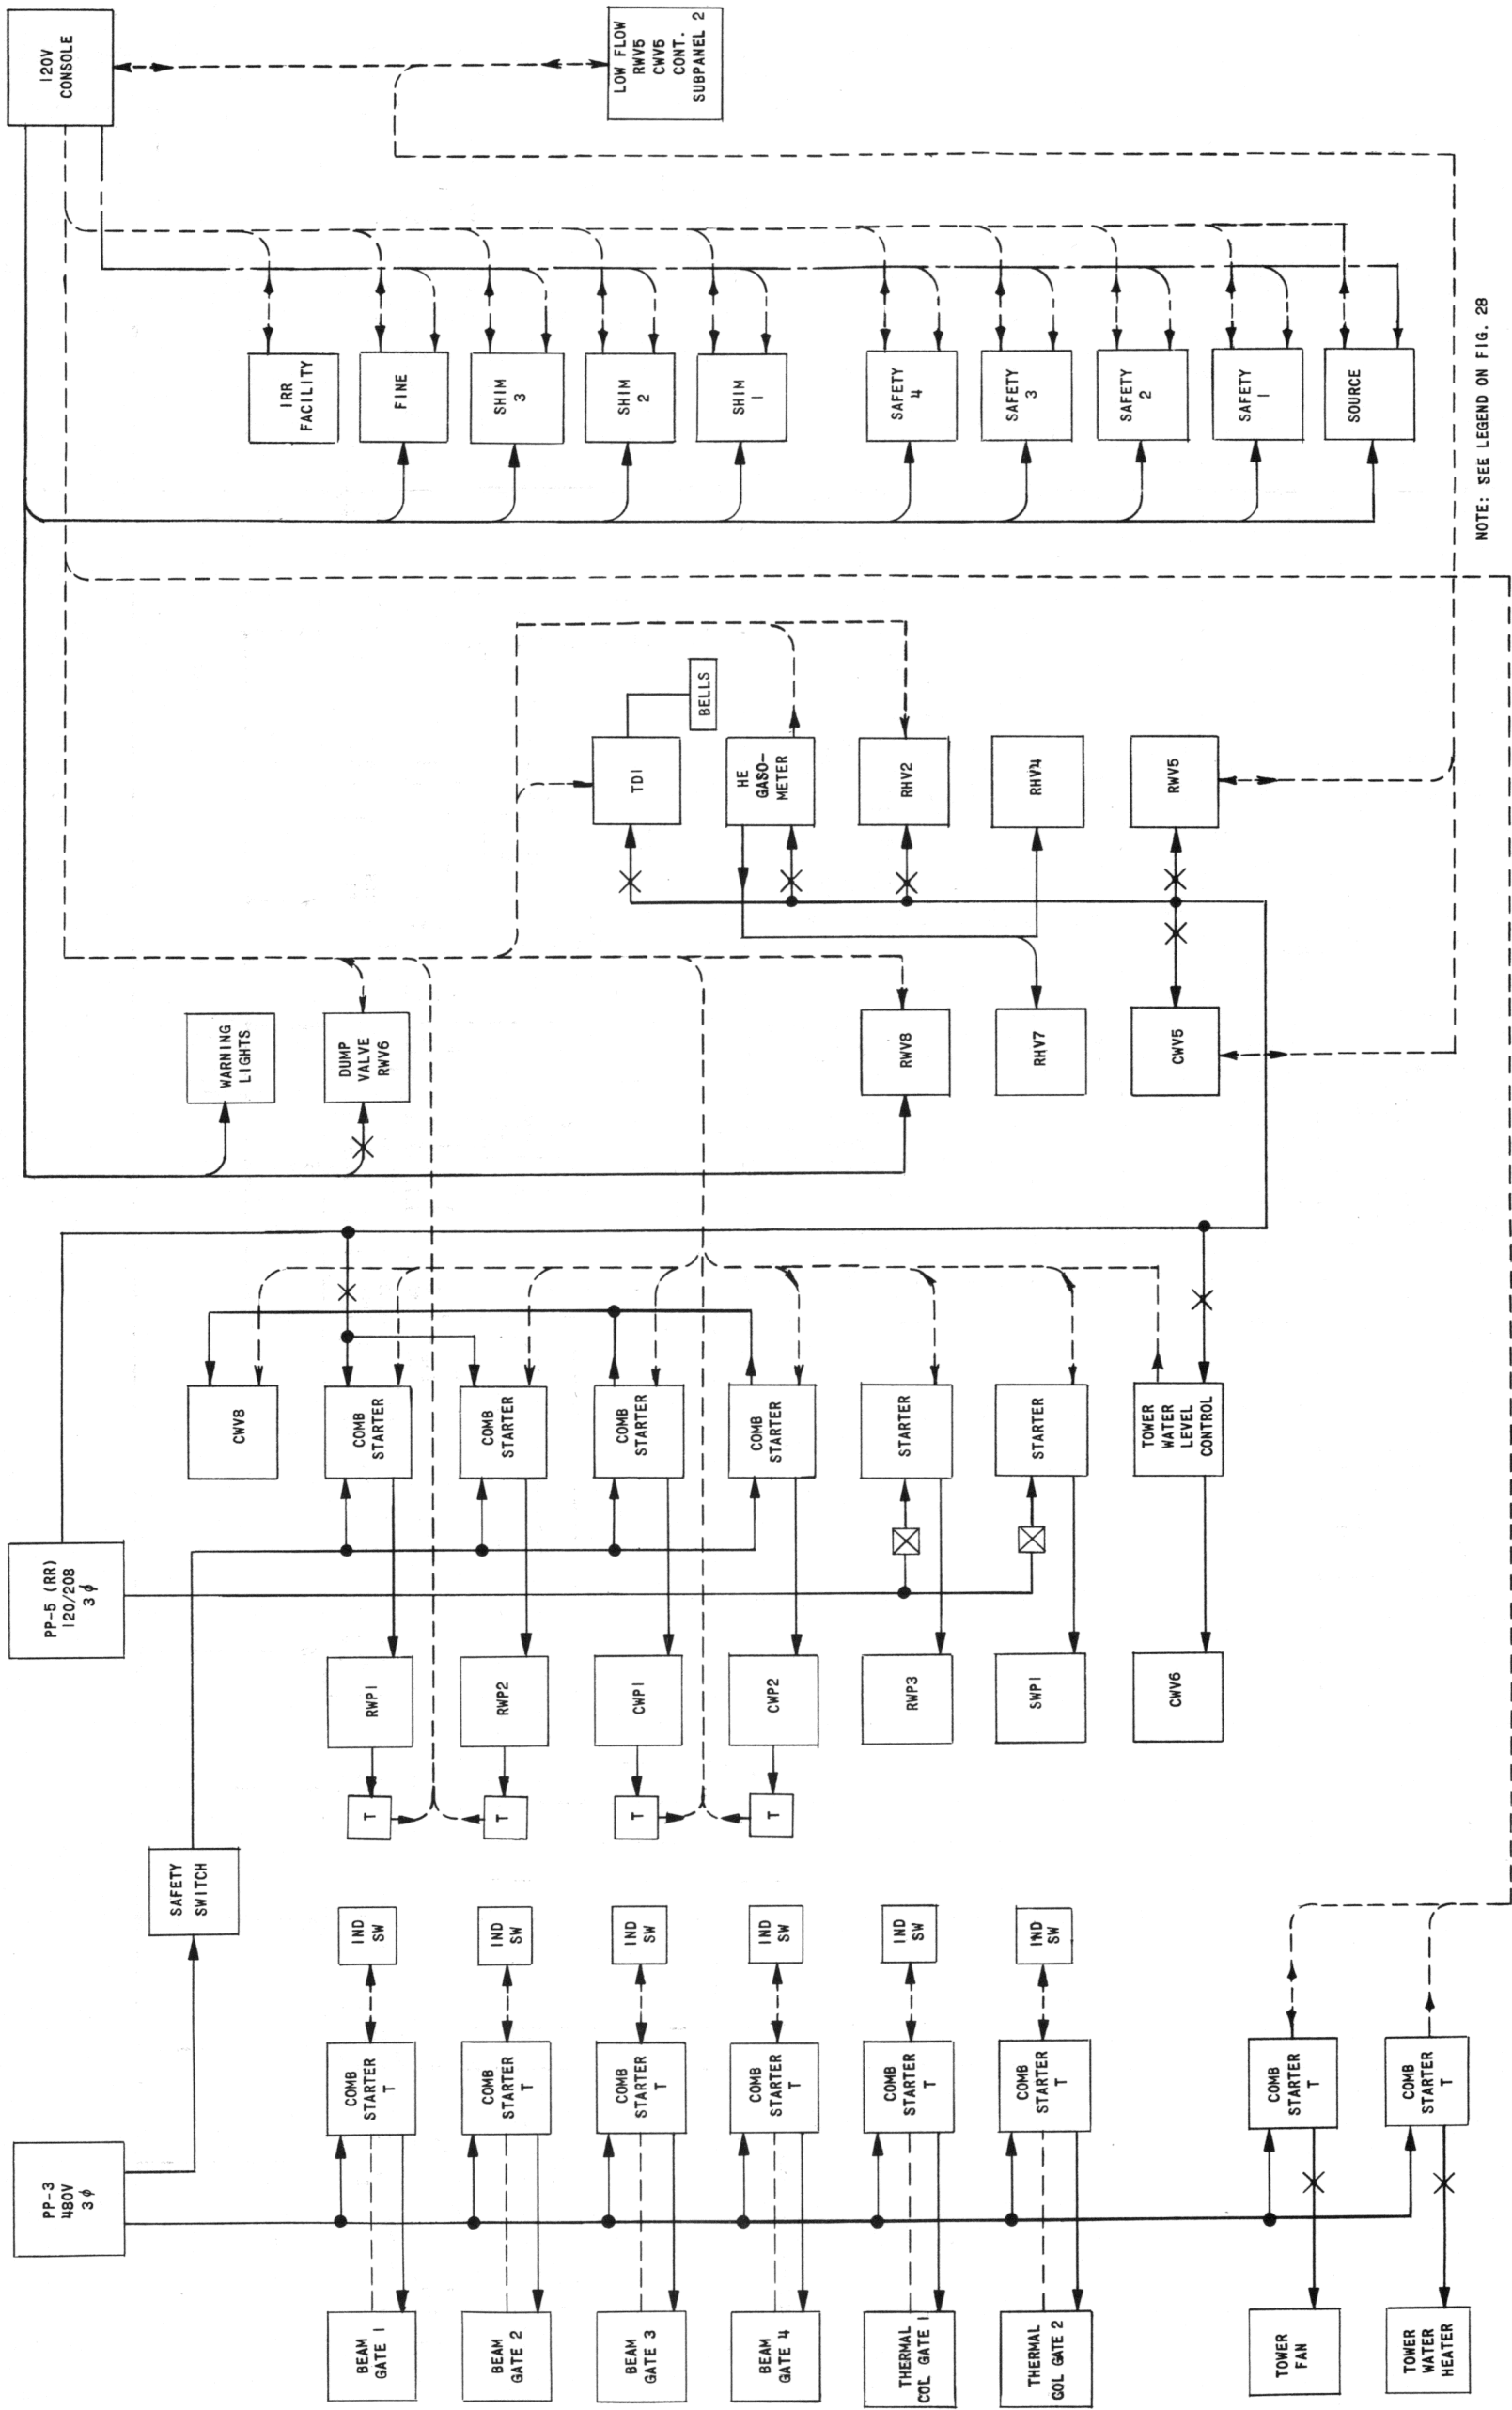 120V
CONSOLE
LOW FLOW
RWV5
CWV5
CONT.
SUBPANEL 2
IRR
FACILITY
FINE
SHIM
3
SHIM
2
SHIM
1
SAFETY
4
SAFETY
3
SAFETY
2
SAFETY
1
SOURCE
NOTE: SEE LEGEND ON FIG. 28
BELLS
TD1
HE
GASO-
METER
RHV2
RHV4
RWV5
WARNING
LIGHTS
DUMP
VALVE
RWV6
RWV8
RHV7
CWV5
CWV8
COMB
STARTER
COMB
STARTER
COMB
STARTER
COMB
STARTER
STARTER
STARTER
TOWER
WATER
LEVEL
CONTROL
PP-5 (RR)
120/208
3 ϕ
RWP1
RWP2
CWP1
CWP2
RWP3
SWP1
CWV6
T
T
T
T
SAFETY
SWITCH
IND
SW
IND
SW
IND
SW
IND
SW
IND
SW
IND
SW
COMB
STARTER
T
COMB
STARTER
T
COMB
STARTER
T
COMB
STARTER
T
COMB
STARTER
T
COMB
STARTER
T
COMB
STARTER
T
COMB
STARTER
T
PP-3
480V
3 ϕ
BEAM
GATE 1
BEAM
GATE 2
BEAM
GATE 3
BEAM
GATE 4
THERMAL
COL GATE 1
THERMAL
GOL GATE 2
TOWER
FAN
TOWER
WATER
HEATER